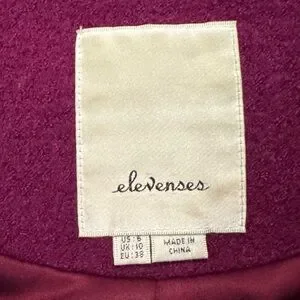 elevenses
US: 6
UK: 10
EU: 38
MADE IN
CHINA